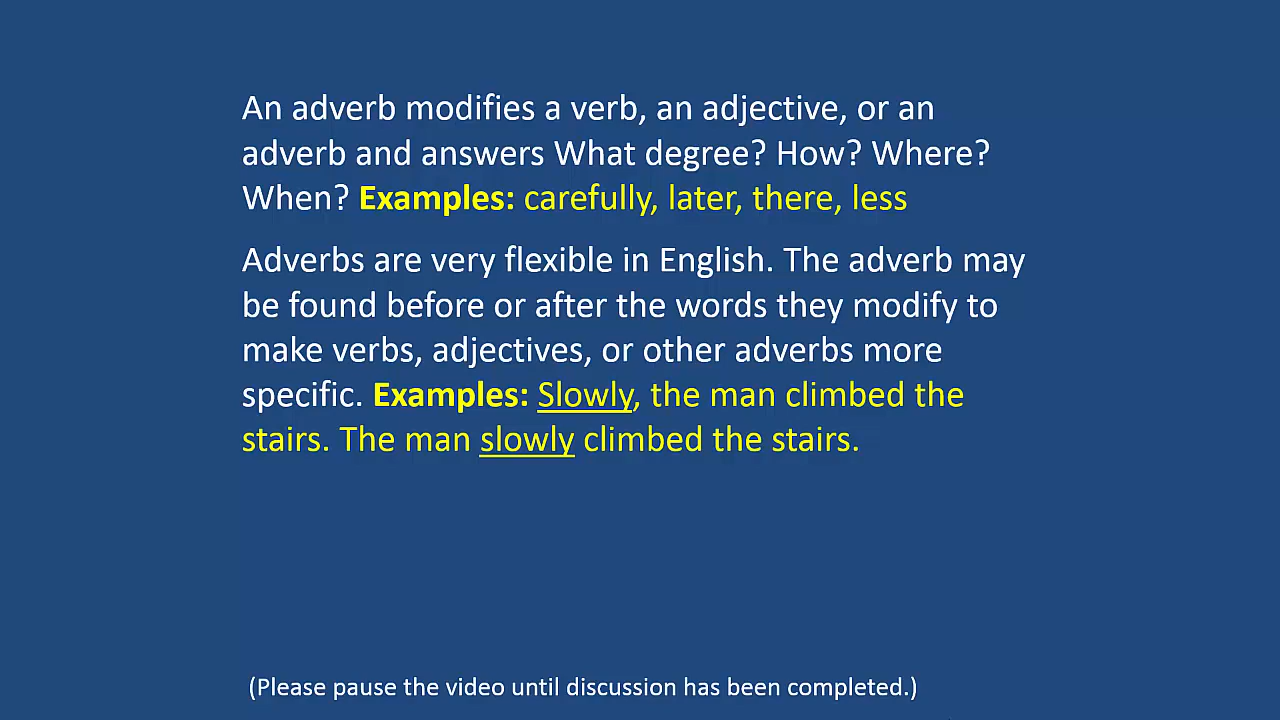 An adverb modifies a verb, an adjective, or an
adverb and answers What degree? How? Where?
When? Examples: carefully, later, there, less
Adverbs are very flexible in English. The adverb may
be found before or after the words they modify to
make verbs, adjectives, or other adverbs more
specific. Examples: Slowly, the man climbed the
stairs. The man slowly climbed the stairs.
(Please pause the video until discussion has been completed.)